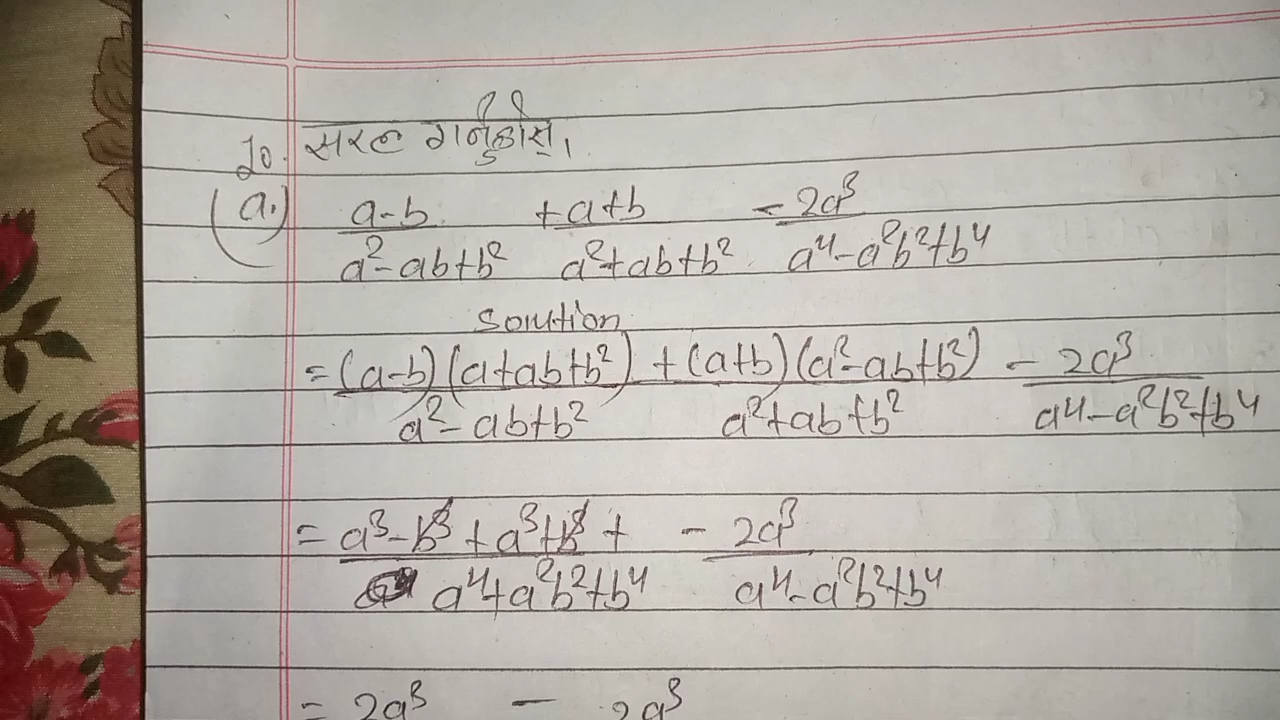 10. सरल गर्नुहोस्।
(a.) a-b/a²-ab+b² + a+b/a²+ab+b² - 2a³/a⁴-a²b²+b⁴
Solution
= (a-b)(a+ab+b²) + (a+b)(a²-ab+b²) - 2a³
a²-ab+b² a²+ab+b² a⁴-a²b²+b⁴
= a³-b³+a³+b³+ - 2a³
a⁴+a²b²+b⁴ a⁴-a²b²+b⁴
= 2a³ - 2a³